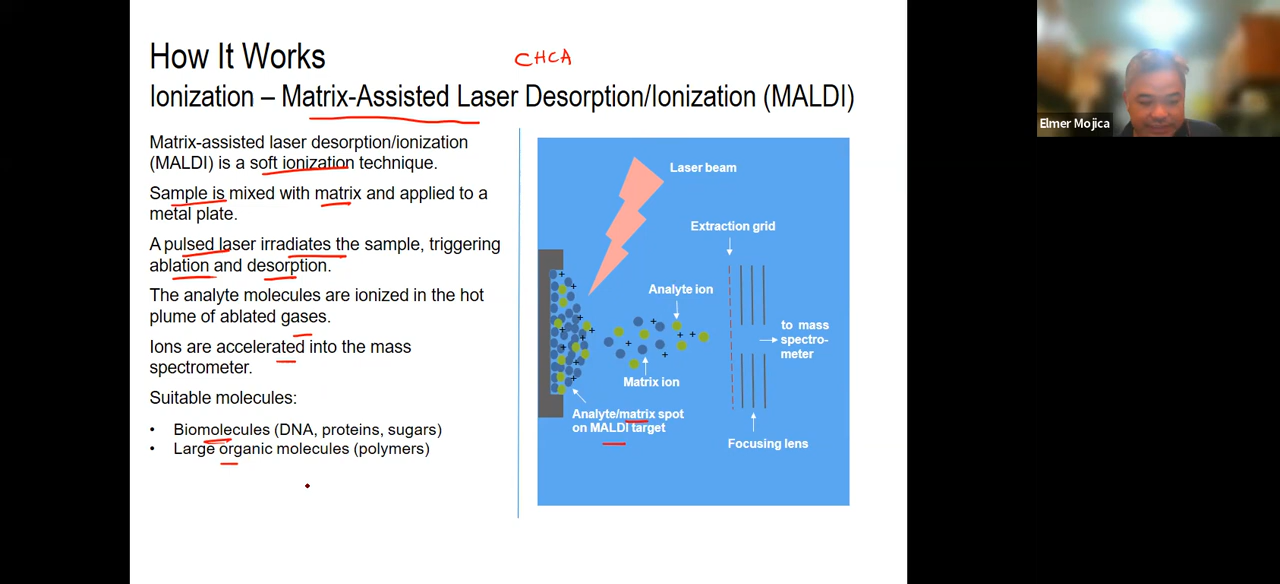 How It Works
CHCA
Ionization – Matrix-Assisted Laser Desorption/Ionization (MALDI)
Matrix-assisted laser desorption/ionization
(MALDI) is a soft ionization technique.
Sample is mixed with matrix and applied to a
metal plate.
A pulsed laser irradiates the sample, triggering
ablation and desorption.
The analyte molecules are ionized in the hot
plume of ablated gases.
Ions are accelerated into the mass
spectrometer.
Suitable molecules:
• Biomolecules (DNA, proteins, sugars)
• Large organic molecules (polymers)
Laser beam
Extraction grid
Analyte ion
to mass
spectro-
meter
Matrix ion
Analyte/matrix spot
on MALDI target
Focusing lens
Elmer Mojica